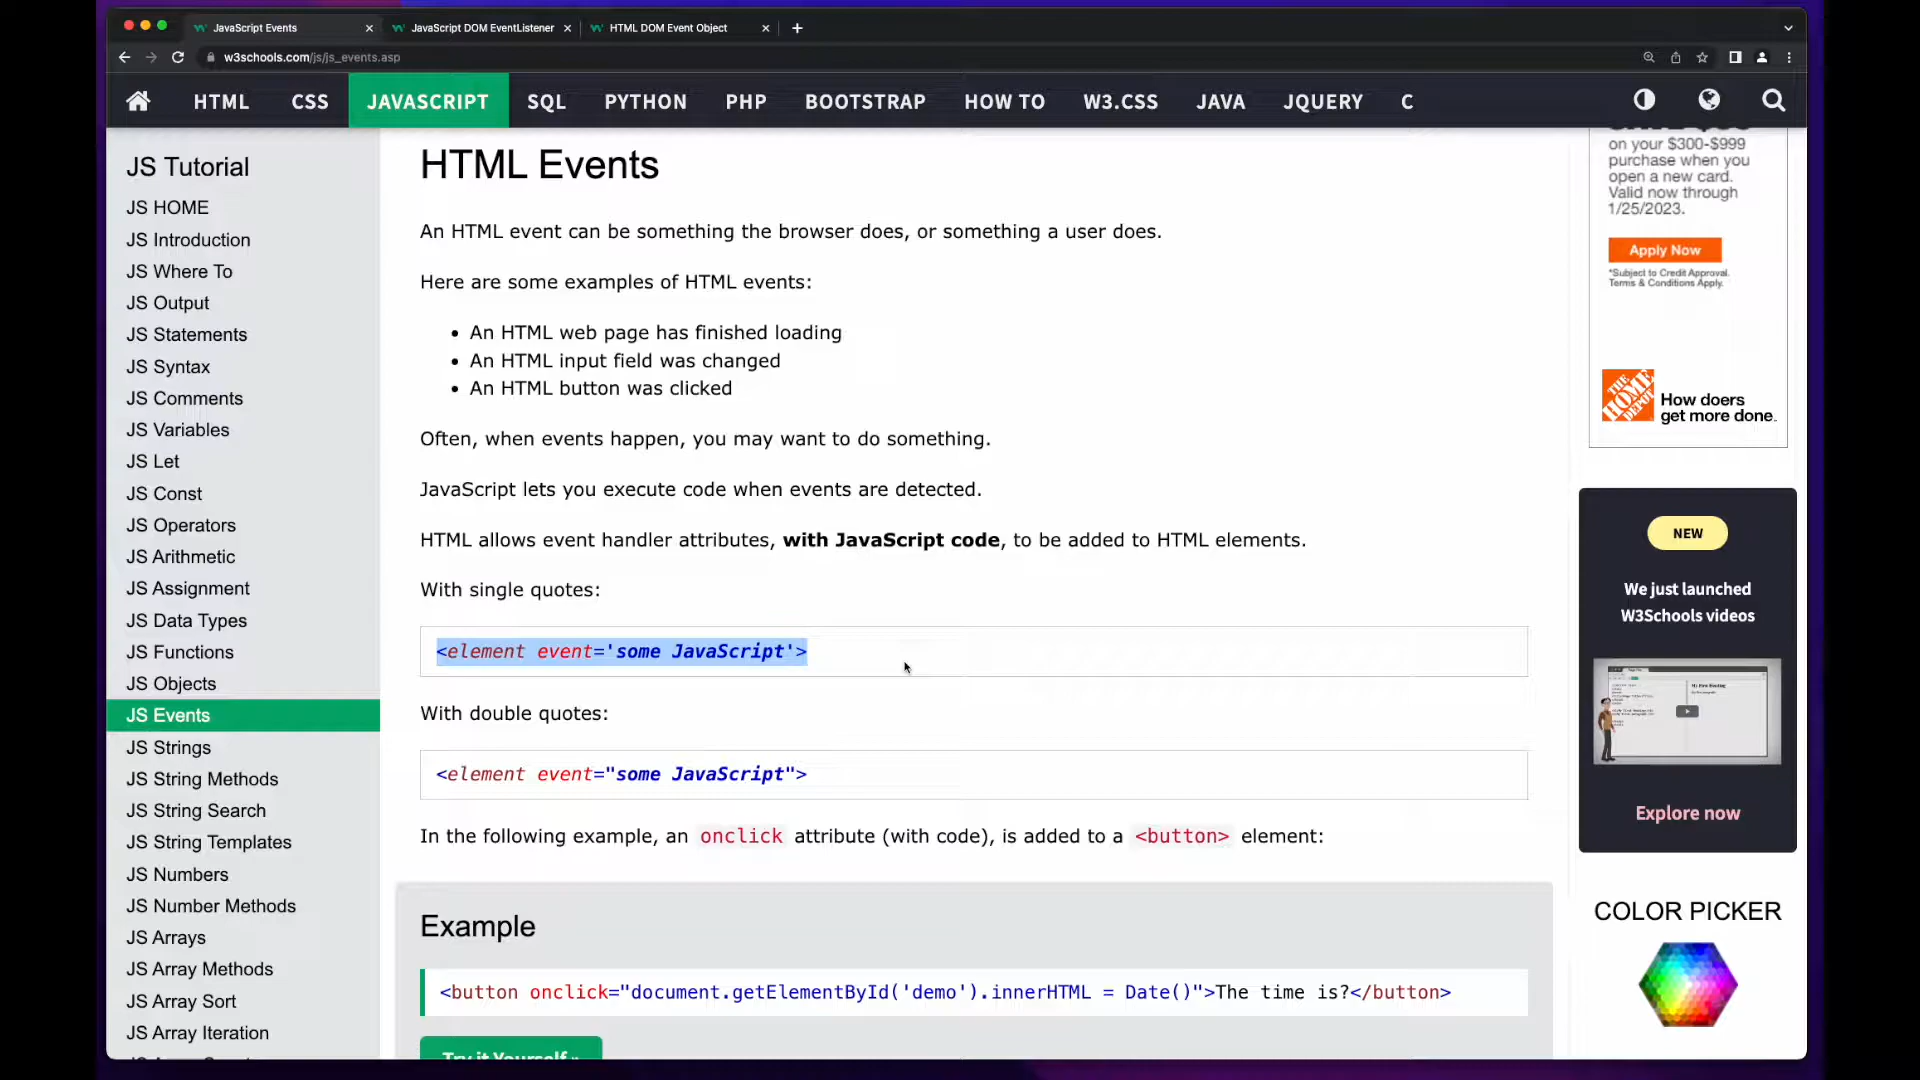 JavaScript Events
JavaScript DOM EventListener
HTML DOM Event Object
w3schools.com/js/js_events.asp
HTML CSS JAVASCRIPT SQL PYTHON PHP BOOTSTRAP HOW TO W3.CSS JAVA JQUERY C
JS Tutorial
JS HOME
JS Introduction
JS Where To
JS Output
JS Statements
JS Syntax
JS Comments
JS Variables
JS Let
JS Const
JS Operators
JS Arithmetic
JS Assignment
JS Data Types
JS Functions
JS Objects
JS Events
JS Strings
JS String Methods
JS String Search
JS String Templates
JS Numbers
JS Number Methods
JS Arrays
JS Array Methods
JS Array Sort
JS Array Iteration
HTML Events
An HTML event can be something the browser does, or something a user does.
Here are some examples of HTML events:
• An HTML web page has finished loading
• An HTML input field was changed
• An HTML button was clicked
Often, when events happen, you may want to do something.
JavaScript lets you execute code when events are detected.
HTML allows event handler attributes, with JavaScript code, to be added to HTML elements.
With single quotes:
<element event='some JavaScript'>
With double quotes:
<element event="some JavaScript">
In the following example, an onclick attribute (with code), is added to a <button> element:
Example
<button onclick="document.getElementById('demo').innerHTML = Date()">The time is?</button>
Try it Yourself »
on your $300-$999
purchase when you
open a new card.
Valid now through
1/25/2023.
Apply Now
*Subject to Credit Approval.
Terms & Conditions Apply.
THE HOME DEPOT
How doers
get more done.
NEW
We just launched
W3Schools videos
Explore now
COLOR PICKER